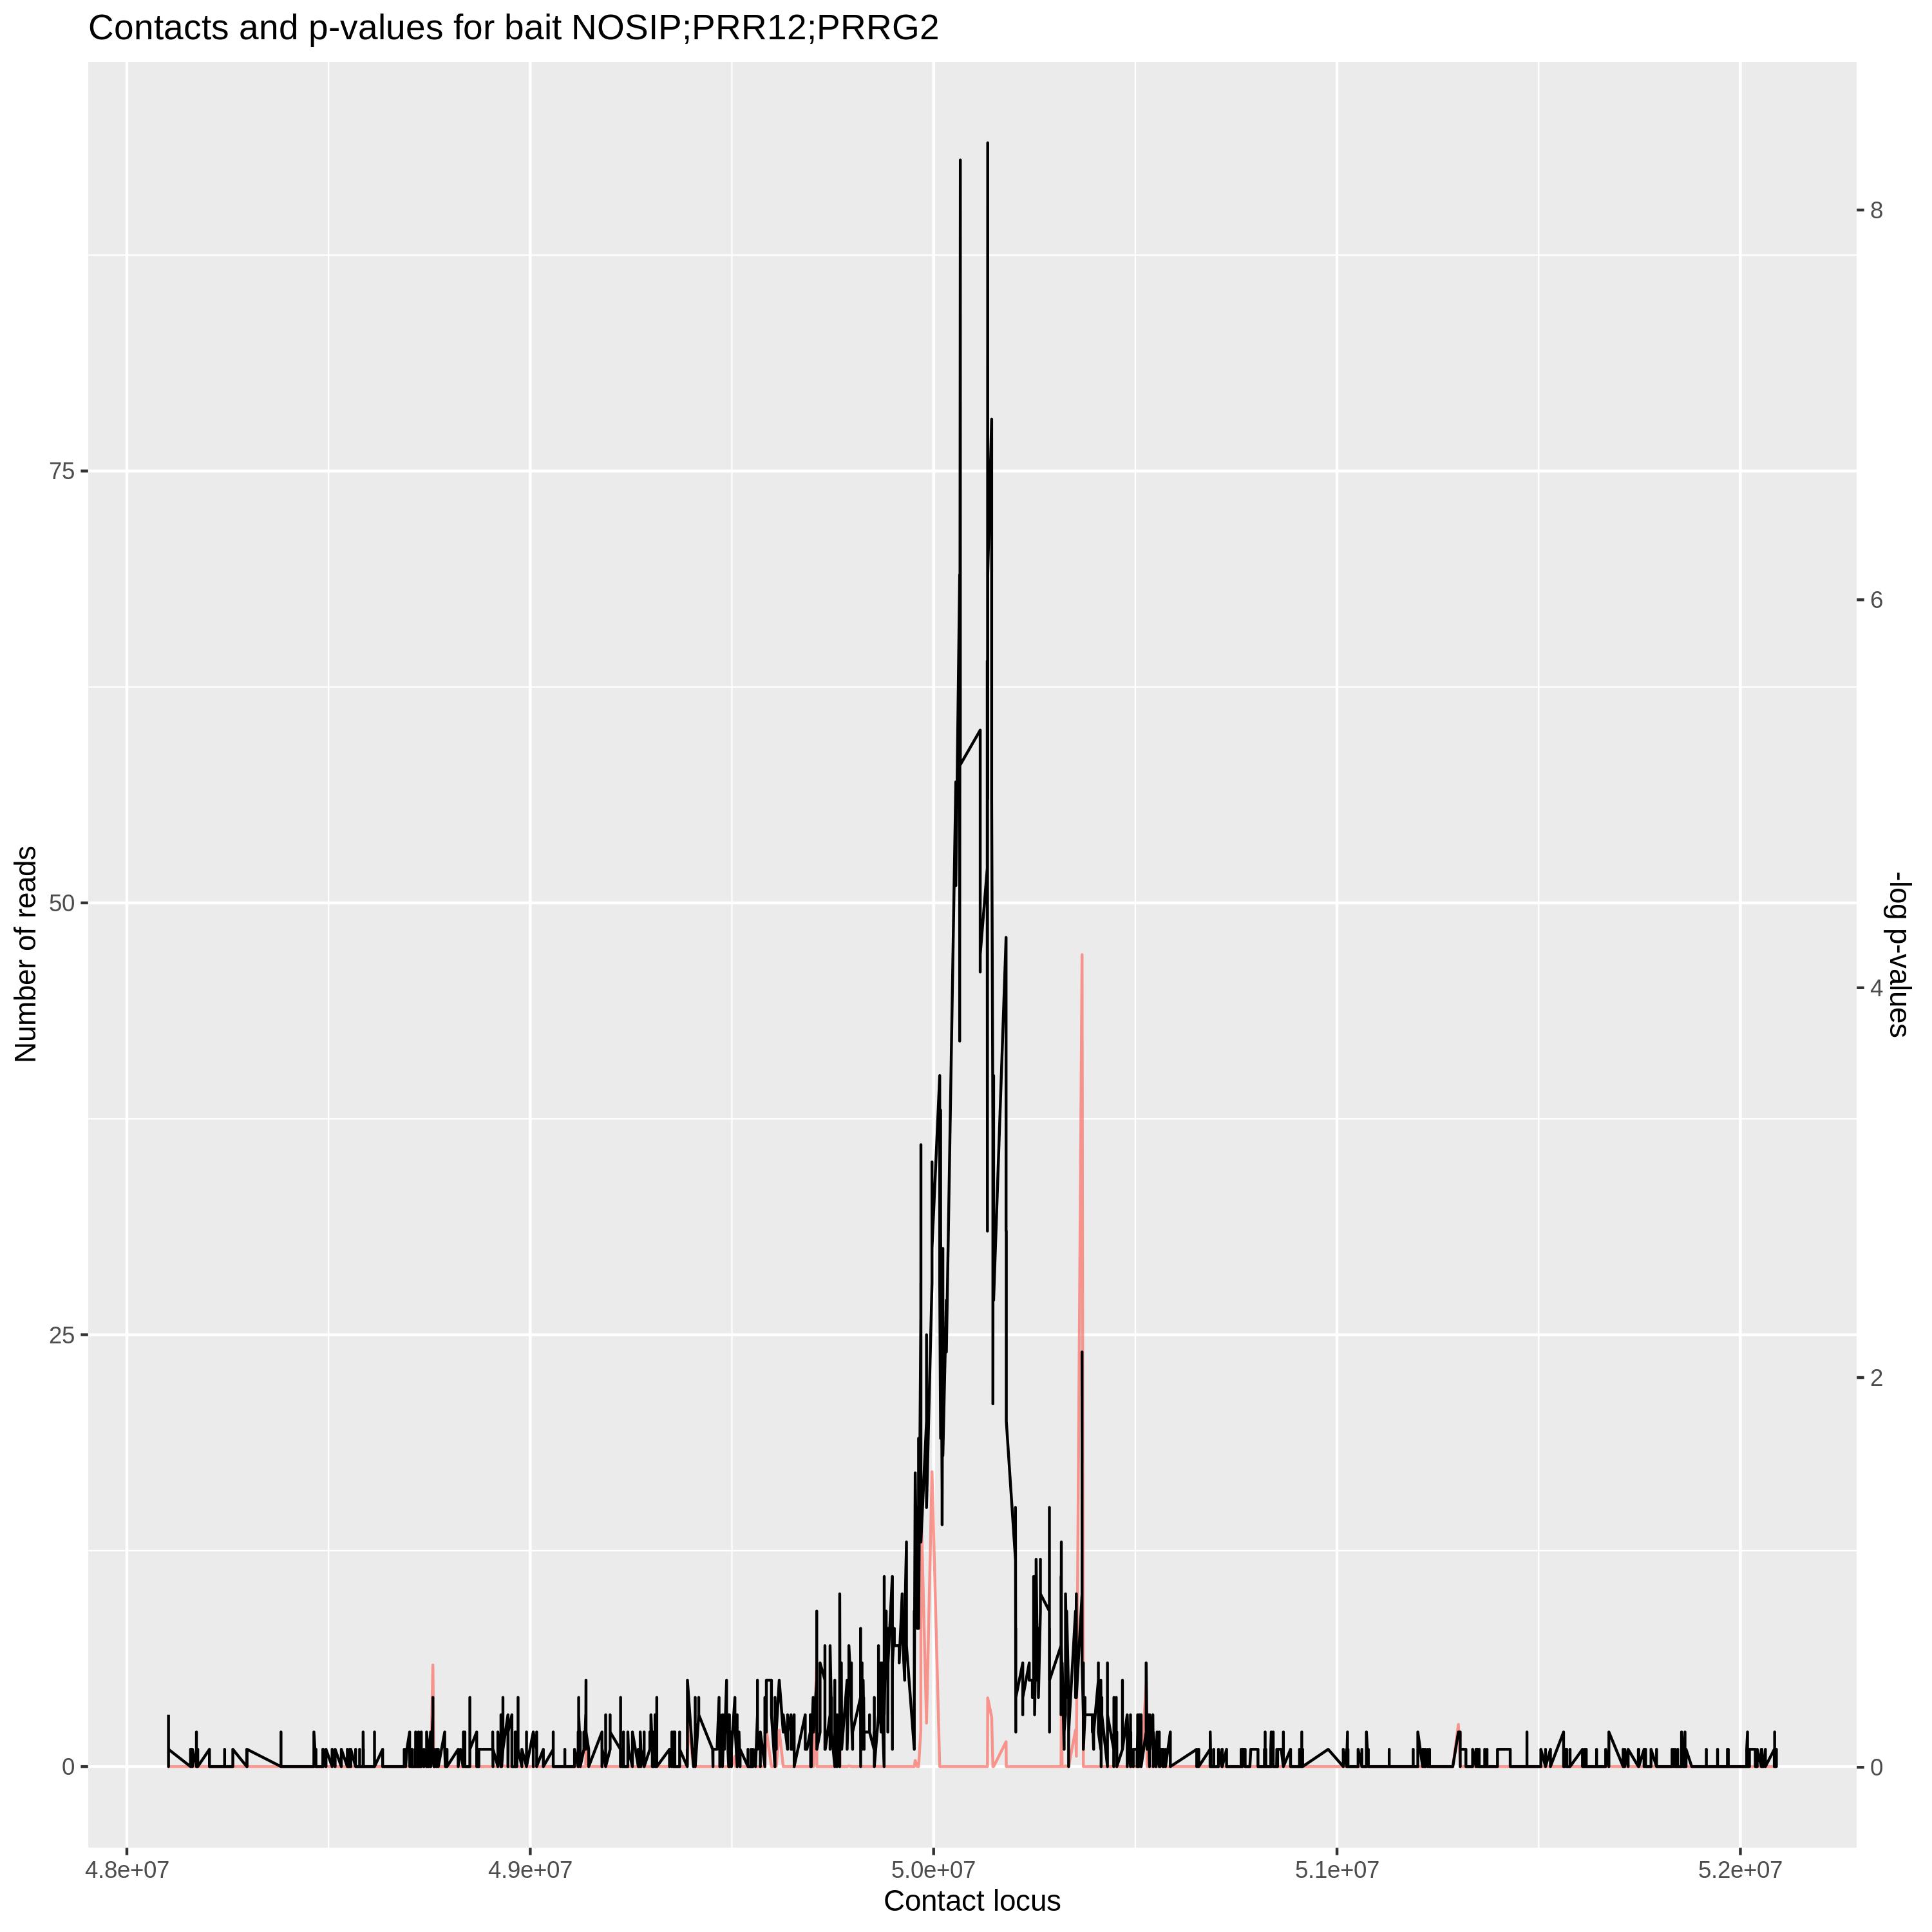 Contacts and p-values for bait NOSIP;PRR12;PRRG2
Number of reads
75
50
25
0
8
6
4
2
0
-log p-values
4.8e+07
4.9e+07
5.0e+07
5.1e+07
5.2e+07
Contact locus